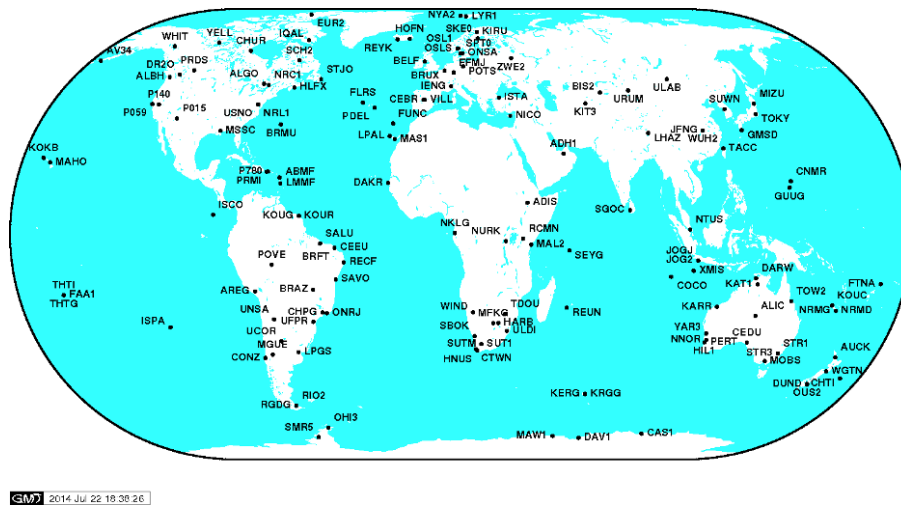 NYA2 LYR1
EUR2
HOFN SKE0 KIRU
YELL IQAL OSL1 SPT0
WHIT CHUR REYK OSLS ONSA
SCH2
AV34 BELF EFMJ ZWE2
DR2O PRDS STJO BRUX POTS
ALBH ALGO NRC1 IENG BIS2 ULAB
HLFX
P140 FLRS CEBR VILL ISTA URUM MIZU
P059 P015 USNO NRL1 PDEL FUNC NICO KIT3 SUWN TOKY
MSSC BRMU LPAL MAS1 LHAZ JFNG WUH2 GMSD
KOKB ADH1 TACC
MAHO
P780 ABMF CNMR
PRMI LMMF DAKR GUUG
ISCO ADIS SGOC
KOUG KOUR NTUS
SALU NKLG NURK RCMN
CEEU MAL2
POVE BRFT RECF SEYG JOGJ
JOG2 XMIS DARW
THTI SAVO COCO KAT1 FTNA
FAA1 AREG BRAZ TOW2 KOUC
THTG WIND TDOU REUN KARR ALIC NRMG NRMD
UNSA CHPG ONRJ MFKG
ISPA UFPR SBOK HARB YAR3
UCOR ULDI NNOR CEDU
MGUE SUTM SUT1 PERT STR1 AUCK
CONZ LPGS HNUS CTWN HIL1 STR3 MOBS
WGTN
DUND CHTI
RIO2 KERG KRGG OUS2
RGDG
OHI3
SMR5 MAW1 DAV1 CAS1
GMD 2014 Jul 22 18:38:26